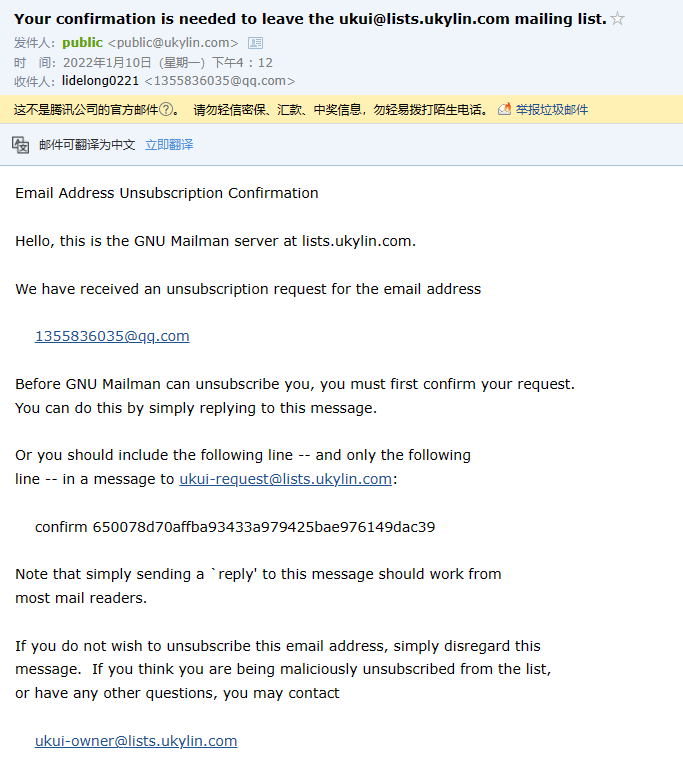 Your confirmation is needed to leave the ukui@lists.ukylin.com mailing list.
发件人：public <public@ukylin.com>
时　间：2022年1月10日（星期一）下午4：12
收件人：lidelong0221 <1355836035@qq.com>
这不是腾讯公司的官方邮件?。 请勿轻信密保、汇款、中奖信息，勿轻易拨打陌生电话。 举报垃圾邮件
邮件可翻译为中文 立即翻译
Email Address Unsubscription Confirmation
Hello, this is the GNU Mailman server at lists.ukylin.com.
We have received an unsubscription request for the email address
1355836035@qq.com
Before GNU Mailman can unsubscribe you, you must first confirm your request.
You can do this by simply replying to this message.
Or you should include the following line -- and only the following
line -- in a message to ukui-request@lists.ukylin.com:
confirm 650078d70affba93433a979425bae976149dac39
Note that simply sending a `reply' to this message should work from
most mail readers.
If you do not wish to unsubscribe this email address, simply disregard this
message.  If you think you are being maliciously unsubscribed from the list,
or have any other questions, you may contact
ukui-owner@lists.ukylin.com